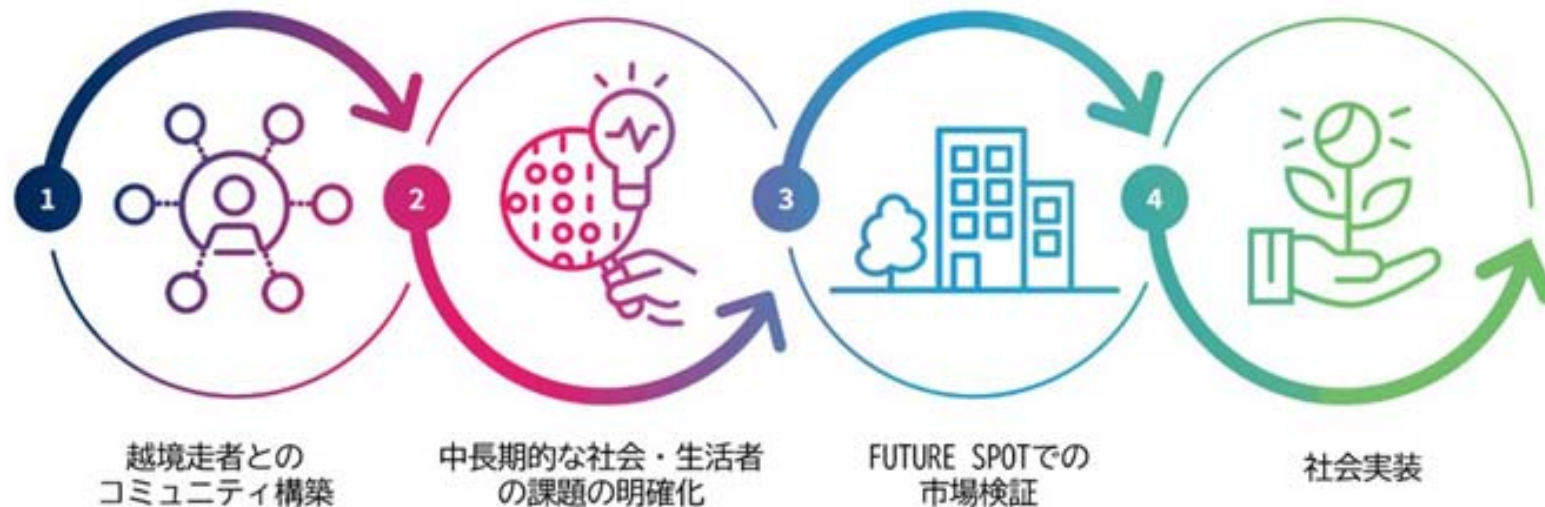 1
2
3
4
越境走者との
コミュニティ構築
中長期的な社会・生活者
の課題の明確化
FUTURE SPOTでの
市場検証
社会実装